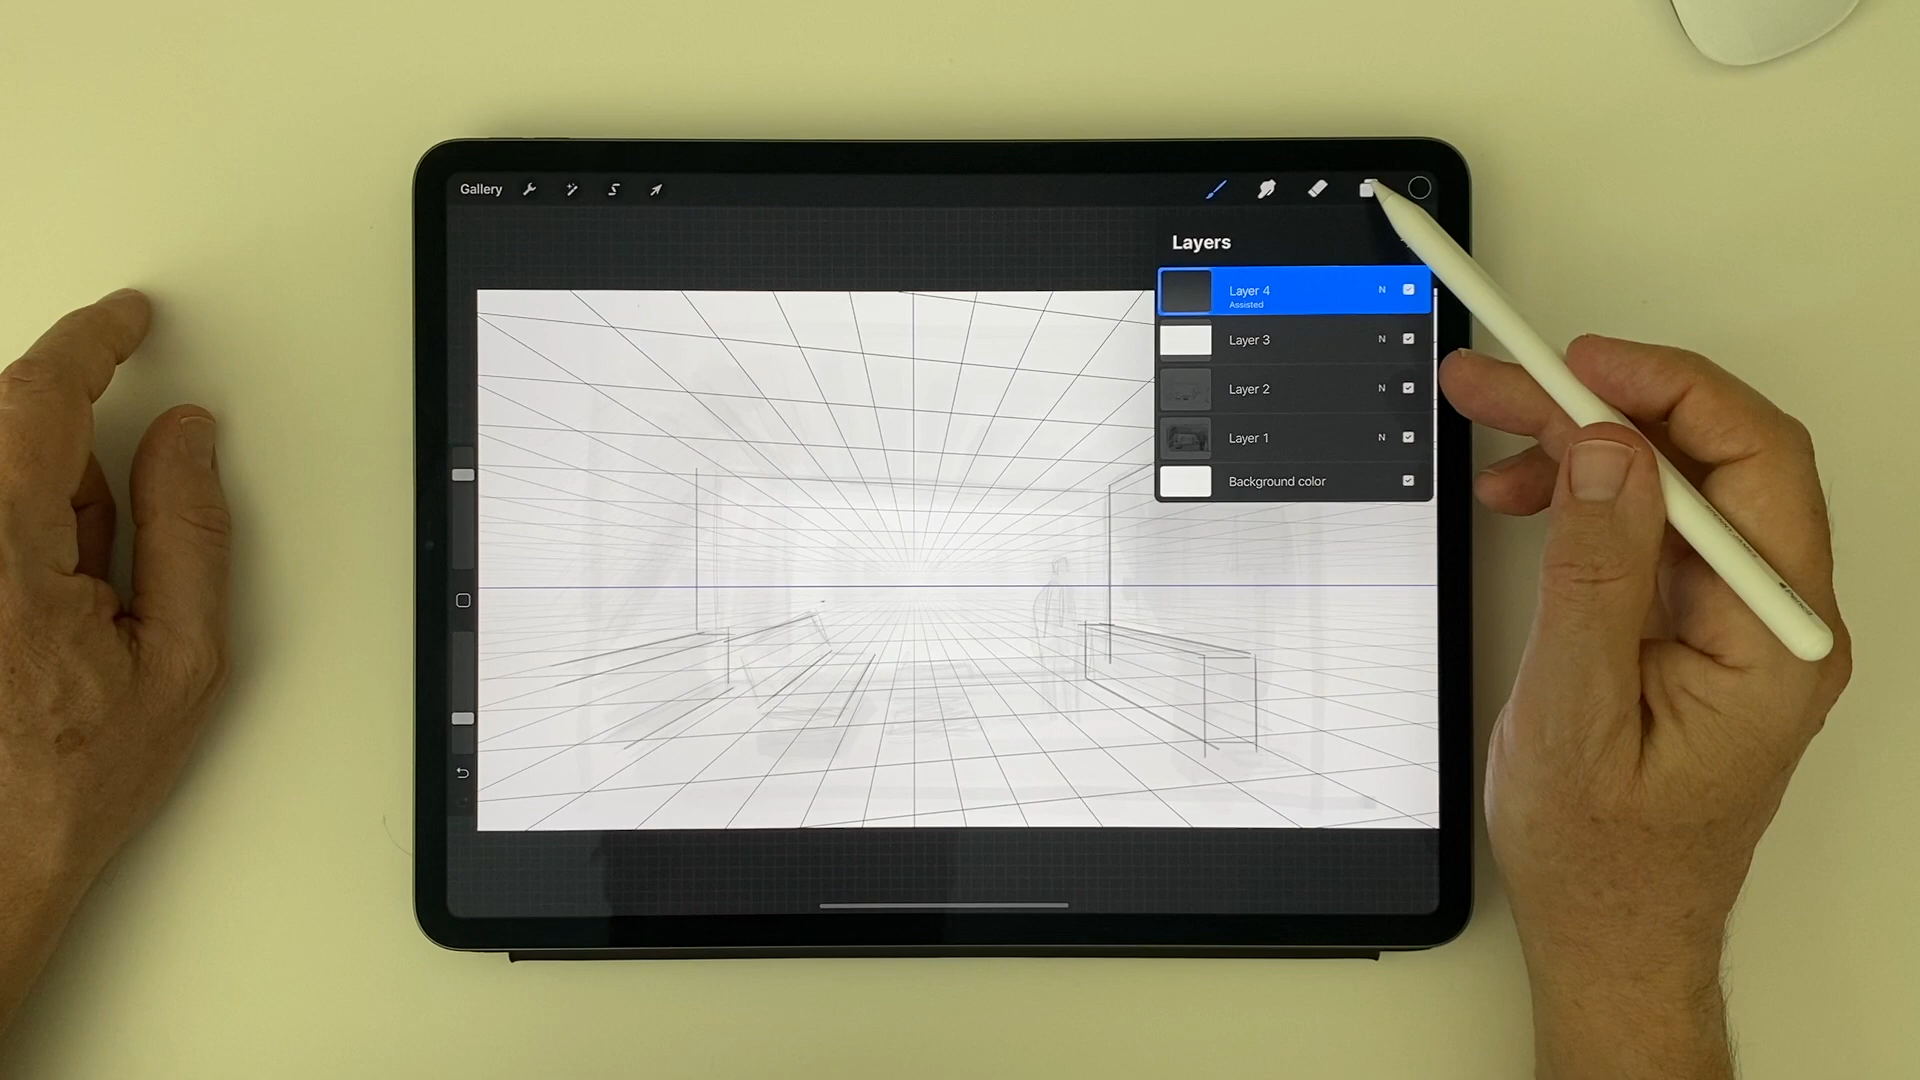 Gallery
Layers
Layer 4 N
Assisted
Layer 3 N
Layer 2 N
Layer 1 N
Background color